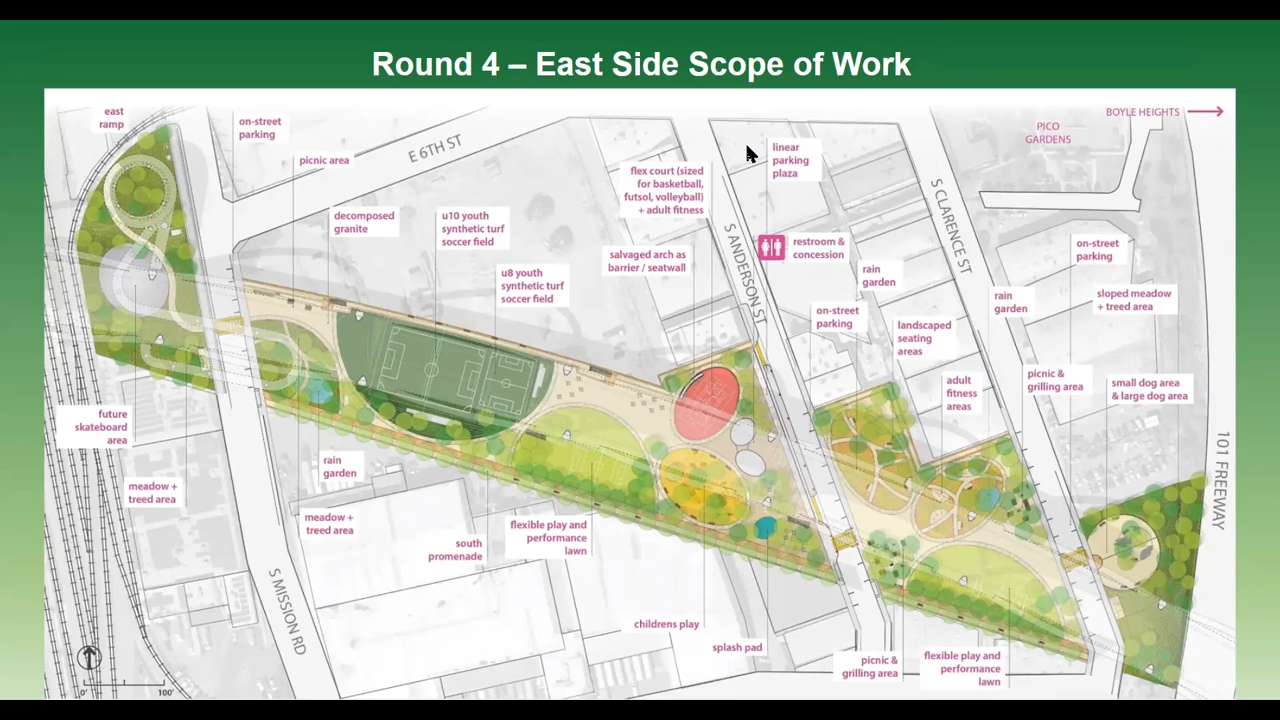 Round 4 – East Side Scope of Work
east
ramp
on-street
parking
picnic area
E 6TH ST
decomposed
granite
u10 youth
synthetic turf
soccer field
u8 youth
synthetic turf
soccer field
flex court (sized
for basketball,
futsol, volleyball)
+ adult fitness
salvaged arch as
barrier / seatwall
linear
parking
plaza
S ANDERSON ST
restroom &
concession
rain
garden
on-street
parking
landscaped
seating
areas
adult
fitness
areas
S CLARENCE ST
PICO
GARDENS
BOYLE HEIGHTS
on-street
parking
rain
garden
sloped meadow
+ treed area
picnic &
grilling area
small dog area
& large dog area
101 FREEWAY
future
skateboard
area
meadow +
treed area
rain
garden
meadow +
treed area
S MISSION RD
south
promenade
flexible play and
performance
lawn
childrens play
splash pad
picnic &
grilling area
flexible play and
performance
lawn
0'
100'